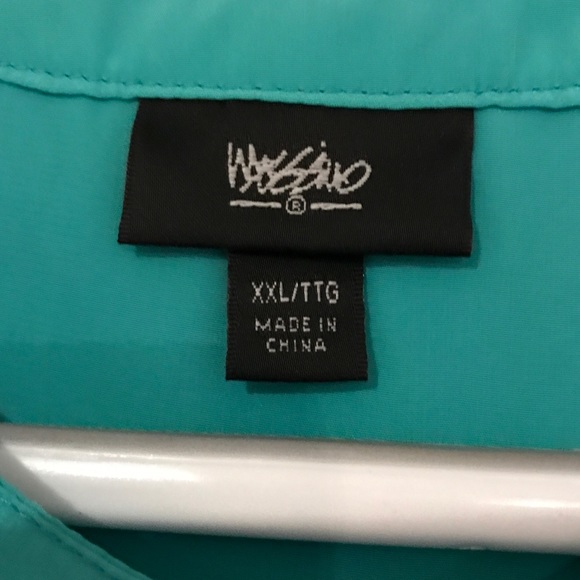 Mossimo
®
XXL/TTG
MADE IN
CHINA